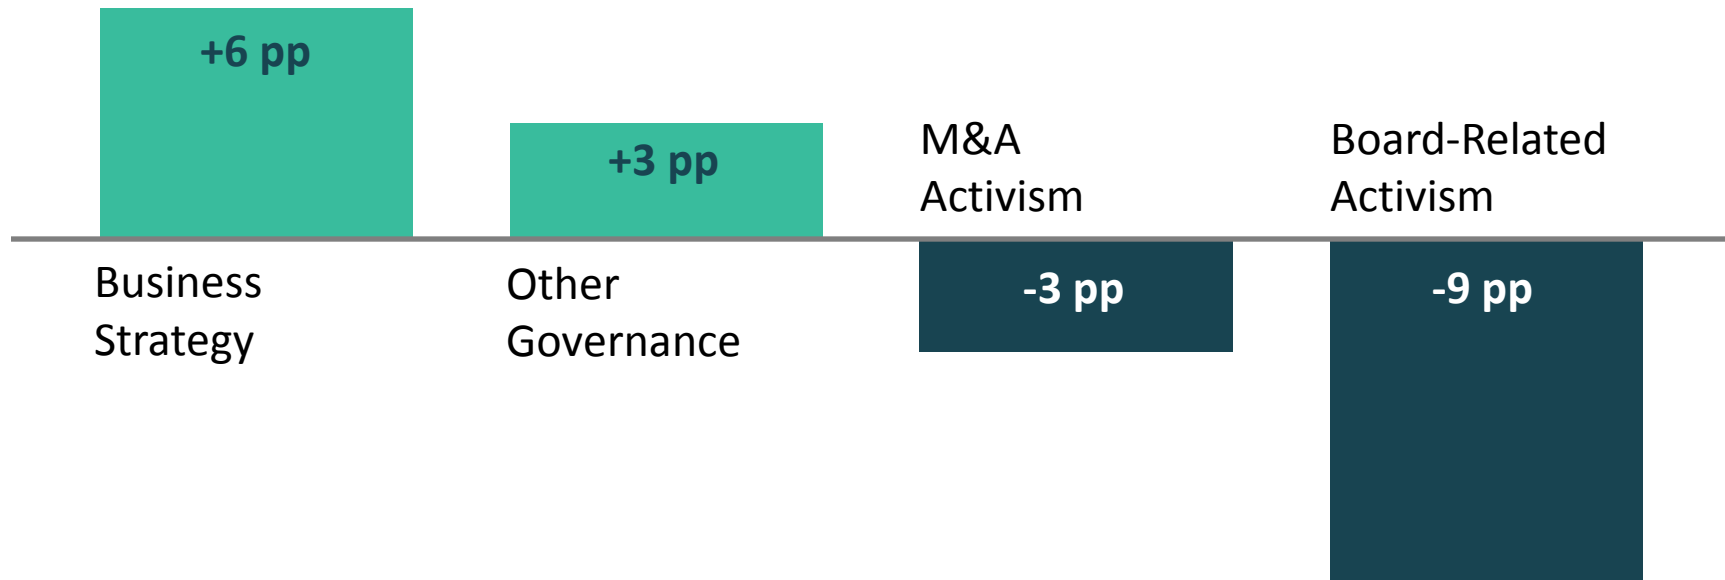 +6 pp
Business
Strategy
+3 pp
Other
Governance
M&A
Activism
-3 pp
Board-Related
Activism
-9 pp